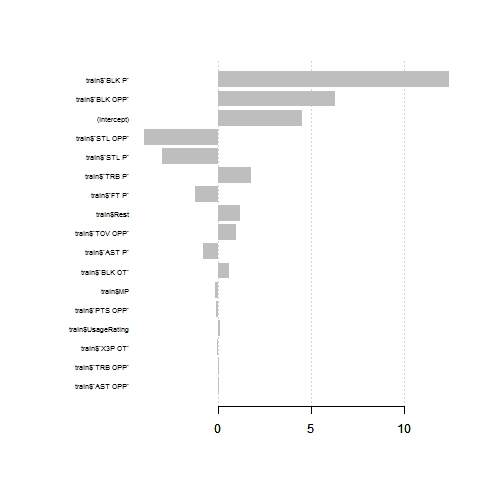 train$`BLK P`
train$`BLK OPP`
(Intercept)
train$`STL OPP`
train$`STL P`
train$`TRB P`
train$`FT P`
train$Rest
train$`TOV OPP`
train$`AST P`
train$`BLK OT`
train$MP
train$`PTS OPP`
train$UsageRating
train$`X3P OT`
train$`TRB OPP`
train$`AST OPP`
0 5 10